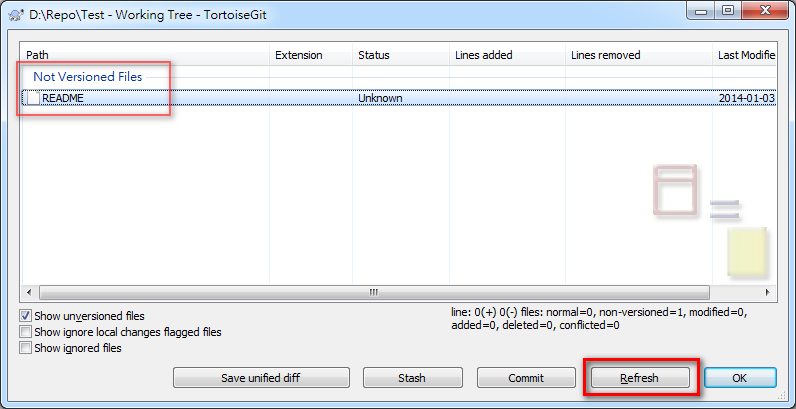 D:\Repo\Test - Working Tree - TortoiseGit
Path Extension Status Lines added Lines removed Last Modifie
Not Versioned Files
README Unknown 2014-01-03
Show unversioned files
Show ignore local changes flagged files
Show ignored files
line: 0(+) 0(-) files: normal=0, non-versioned=1, modified=0,
added=0, deleted=0, conflicted=0
Save unified diff Stash Commit Refresh OK